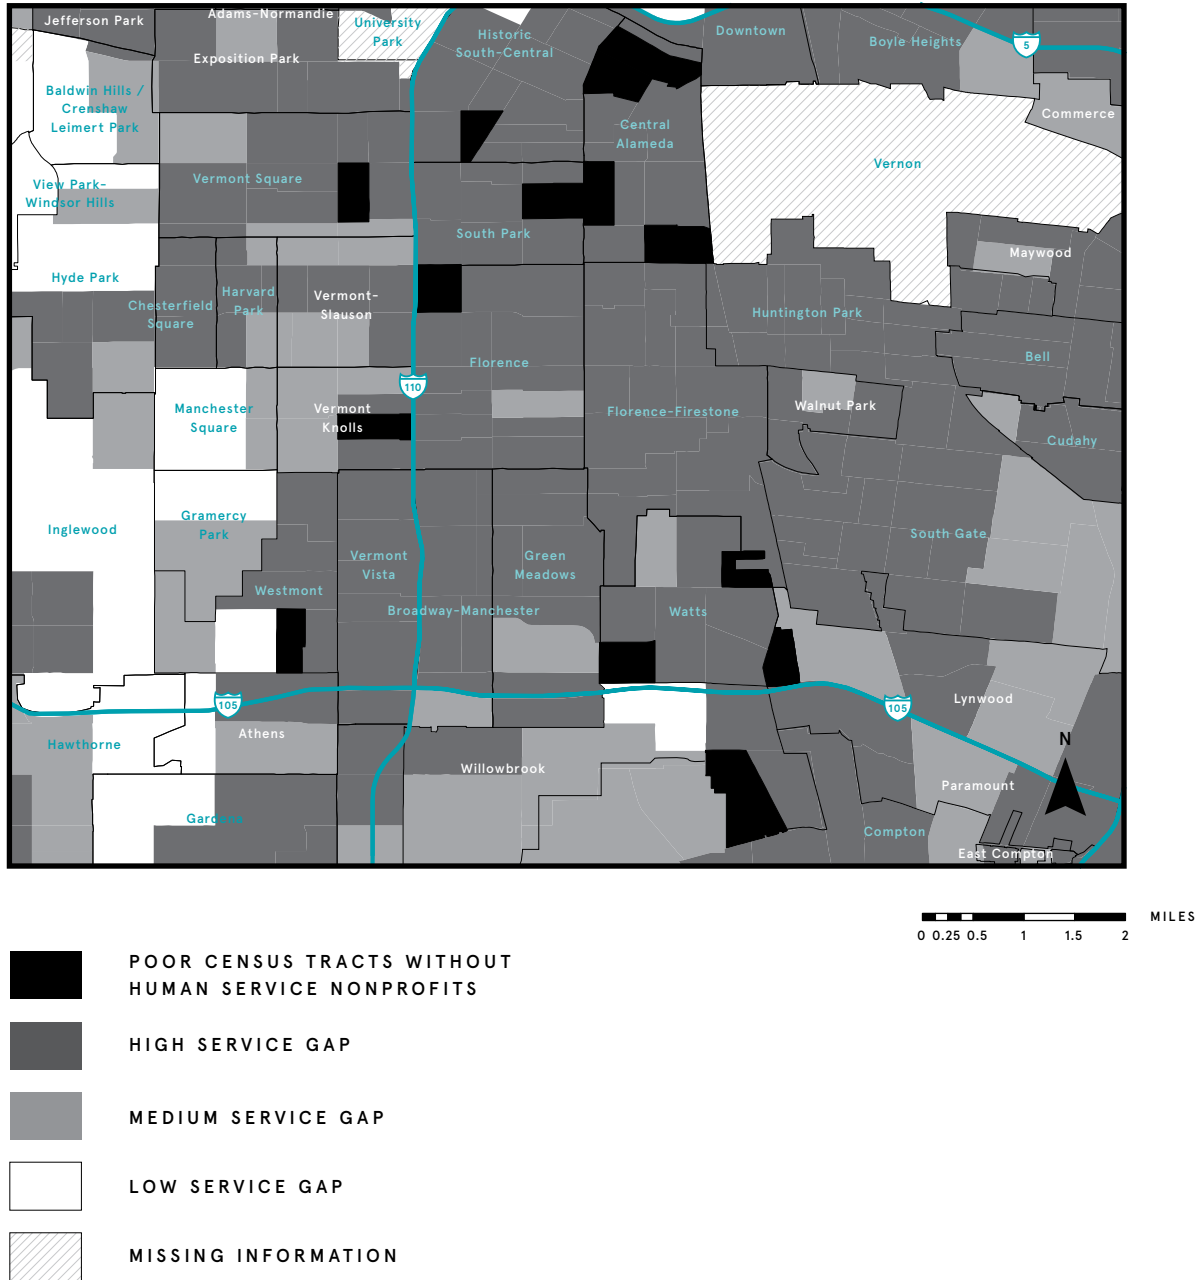 Adams-Normandie
Jefferson Park
University
Park
Historic
South-Central
Downtown
Boyle Heights
5
Exposition Park
Baldwin Hills /
Crenshaw
Leimert Park
Central
Alameda
Commerce
Vernon
Vermont Square
View Park-
Windsor Hills
South Park
Maywood
Hyde Park
Chesterfield
Square
Harvard
Park
Vermont-
Slauson
Huntington Park
Florence
Bell
110
Manchester
Square
Vermont
Knolls
Florence-Firestone
Walnut Park
Cudahy
Inglewood
Gramercy
Park
South Gate
Vermont
Vista
Green
Meadows
Westmont
Broadway-Manchester
Watts
105
Lynwood
105
Hawthorne
Athens
N
Willowbrook
Paramount
Gardena
Compton
East Compton
MILES
0 0.25 0.5 1 1.5 2
POOR CENSUS TRACTS WITHOUT
HUMAN SERVICE NONPROFITS
HIGH SERVICE GAP
MEDIUM SERVICE GAP
LOW SERVICE GAP
MISSING INFORMATION